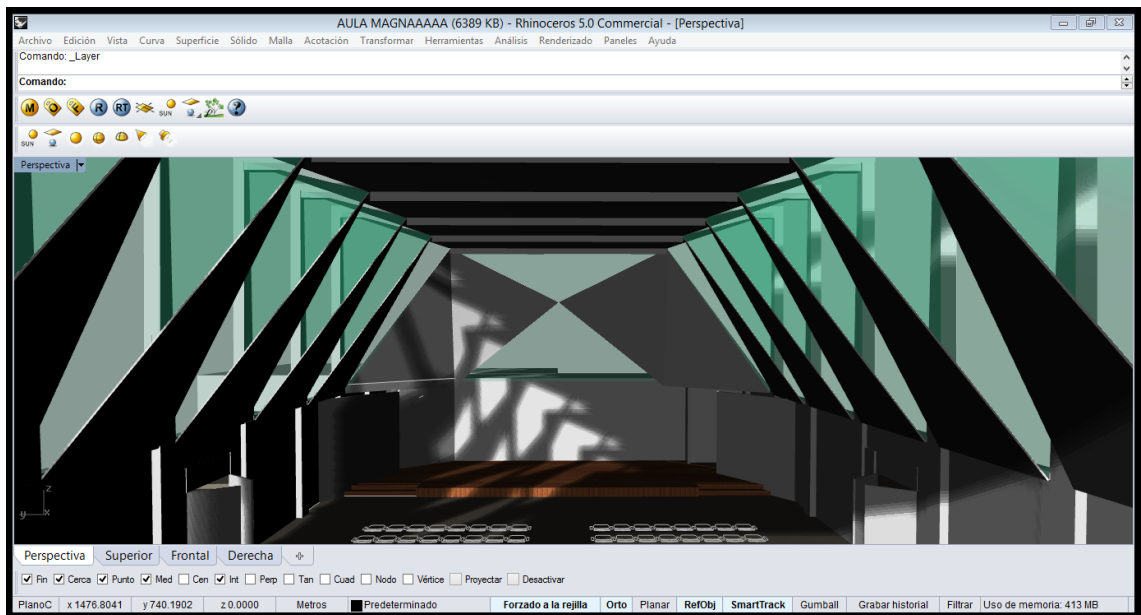 AULA MAGNAAAAA (6389 KB) - Rhinoceros 5.0 Commercial - [Perspectiva]
Archivo Edición Vista Curva Superficie Sólido Malla Acotación Transformar Herramientas Análisis Renderizado Paneles Ayuda
Comando: _Layer
Comando:
M O L R RT SUN ?
SUN
Perspectiva
z
y x
Perspectiva Superior Frontal Derecha
Fin Cerca Punto Med Cen Int Perp Tan Cuad Nodo Vértice Proyectar Desactivar
PlanoC x 1476.8041 y 740.1902 z 0.0000 Metros Predeterminado Forzado a la rejilla Orto Planar RefObj SmartTrack Gumball Grabar historial Filtrar Uso de memoria: 413 MB